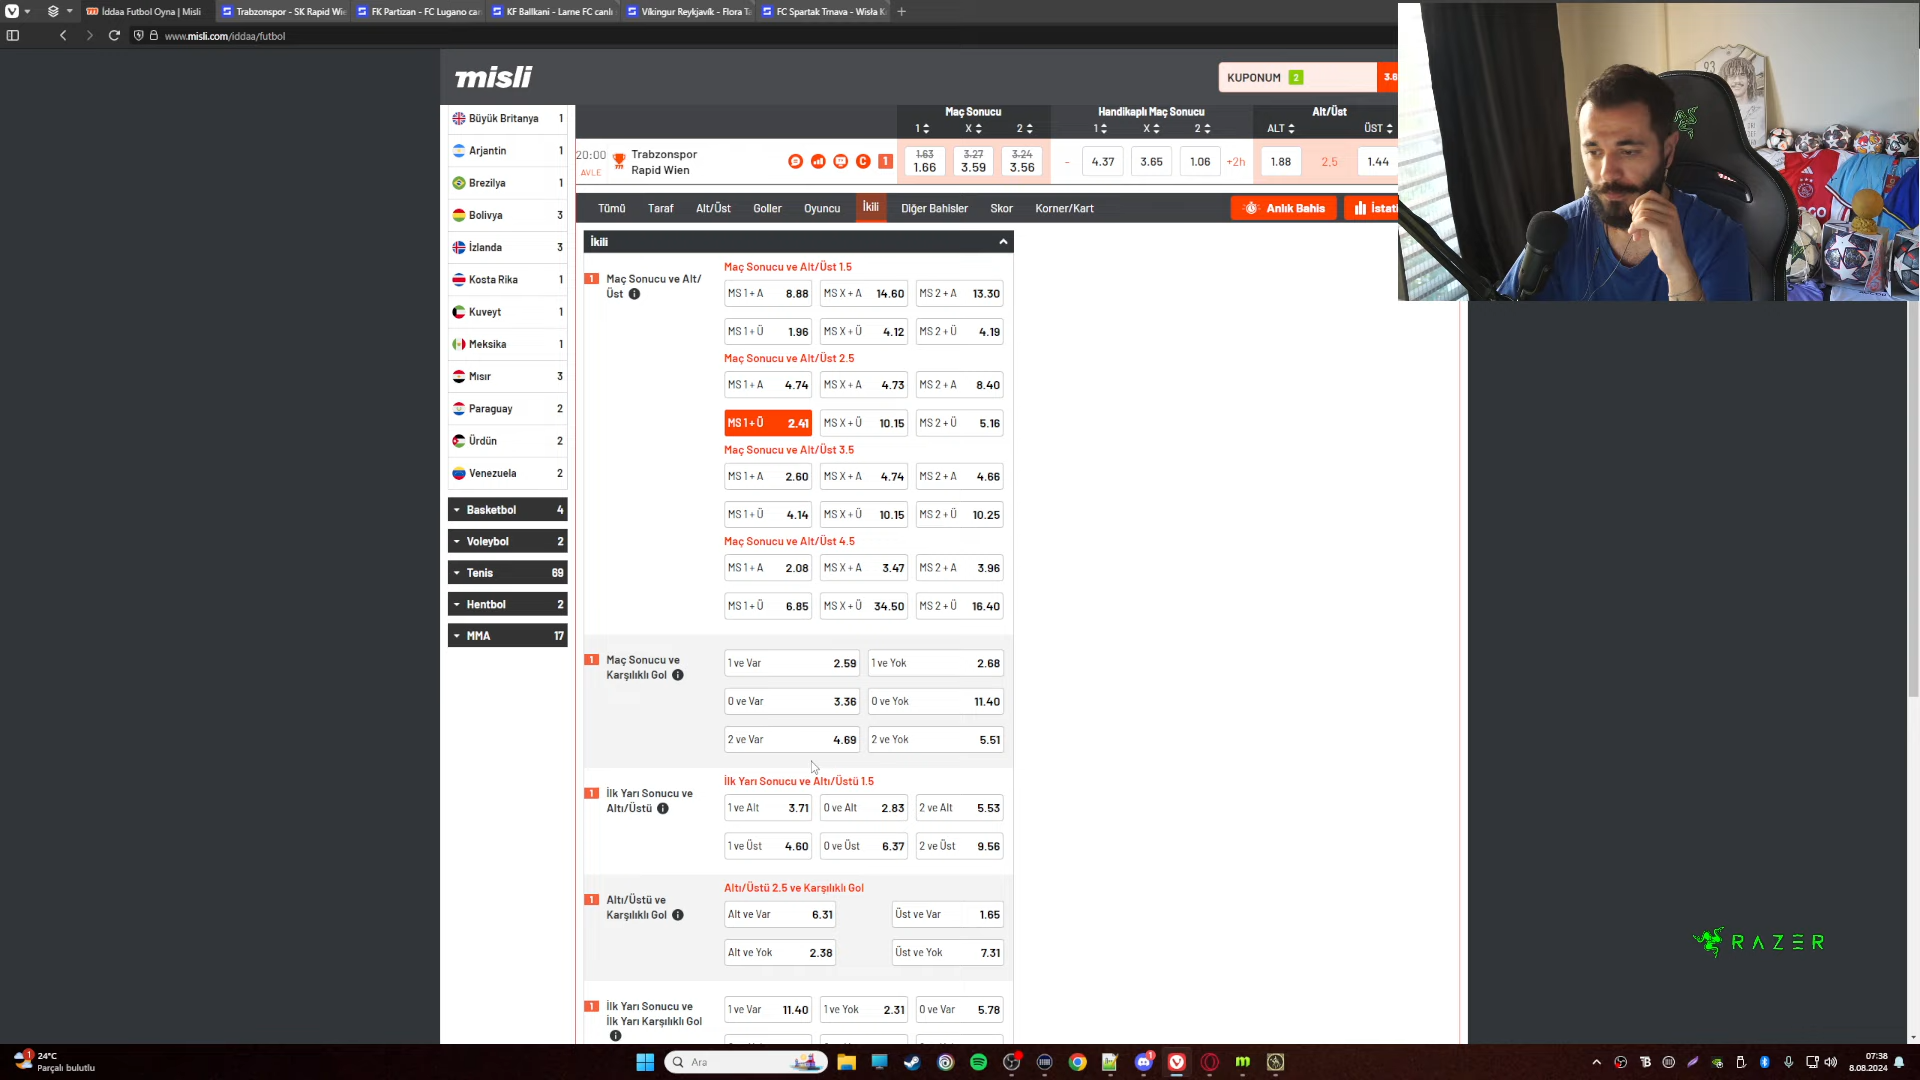 İddaa Futbol Oyna | Misli
Trabzonspor - SK Rapid Wie
FK Partizan - FC Lugano car
KF Ballkani - Larne FC canlı
Víkingur Reykjavík - Flora Ta
FC Spartak Trnava - Wisła K
www.misli.com/iddaa/futbol
misli
KUPONUM 2
3.6
Büyük Britanya 1
Arjantin 1
Brezilya 1
Bolivya 3
İzlanda 3
Kosta Rika 1
Kuveyt 1
Meksika 1
Mısır 3
Paraguay 2
Ürdün 2
Venezuela 2
Basketbol 4
Voleybol 2
Tenis 69
Hentbol 2
MMA 17
Maç Sonucu Handikaplı Maç Sonucu Alt/Üst
1 X 2 1 X 2 ALT ÜST
20:00
AVLE
Trabzonspor
Rapid Wien
C 1
1.63 3.27 3.24
1.66 3.59 3.56 - 4.37 3.65 1.06 +2h 1.88 2.5 1.44
Tümü Taraf Alt/Üst Goller Oyuncu İkili Diğer Bahisler Skor Korner/Kart Anlık Bahis İstati
İkili
1 Maç Sonucu ve Alt/
Üst
Maç Sonucu ve Alt/Üst 1.5
MS 1 + A 8.88 MS X + A 14.60 MS 2 + A 13.30
MS 1 + Ü 1.96 MS X + Ü 4.12 MS 2 + Ü 4.19
Maç Sonucu ve Alt/Üst 2.5
MS 1 + A 4.74 MS X + A 4.73 MS 2 + A 8.40
MS 1 + Ü 2.41 MS X + Ü 10.15 MS 2 + Ü 5.16
Maç Sonucu ve Alt/Üst 3.5
MS 1 + A 2.60 MS X + A 4.74 MS 2 + A 4.66
MS 1 + Ü 4.14 MS X + Ü 10.15 MS 2 + Ü 10.25
Maç Sonucu ve Alt/Üst 4.5
MS 1 + A 2.08 MS X + A 3.47 MS 2 + A 3.96
MS 1 + Ü 6.85 MS X + Ü 34.50 MS 2 + Ü 16.40
1 Maç Sonucu ve
Karşılıklı Gol
1 ve Var 2.59 1 ve Yok 2.68
0 ve Var 3.36 0 ve Yok 11.40
2 ve Var 4.69 2 ve Yok 5.51
1 İlk Yarı Sonucu ve
Altı/Üstü
İlk Yarı Sonucu ve Altı/Üstü 1.5
1 ve Alt 3.71 0 ve Alt 2.83 2 ve Alt 5.53
1 ve Üst 4.60 0 ve Üst 6.37 2 ve Üst 9.56
1 Altı/Üstü ve
Karşılıklı Gol
Altı/Üstü 2.5 ve Karşılıklı Gol
Alt ve Var 6.31 Üst ve Var 1.65
Alt ve Yok 2.38 Üst ve Yok 7.31
1 İlk Yarı Sonucu ve
İlk Yarı Karşılıklı Gol
1 ve Var 11.40 1 ve Yok 2.31 0 ve Var 5.78
93
RAZER
24°C
Parçalı bulutlu
Ara
07:38
8.08.2024